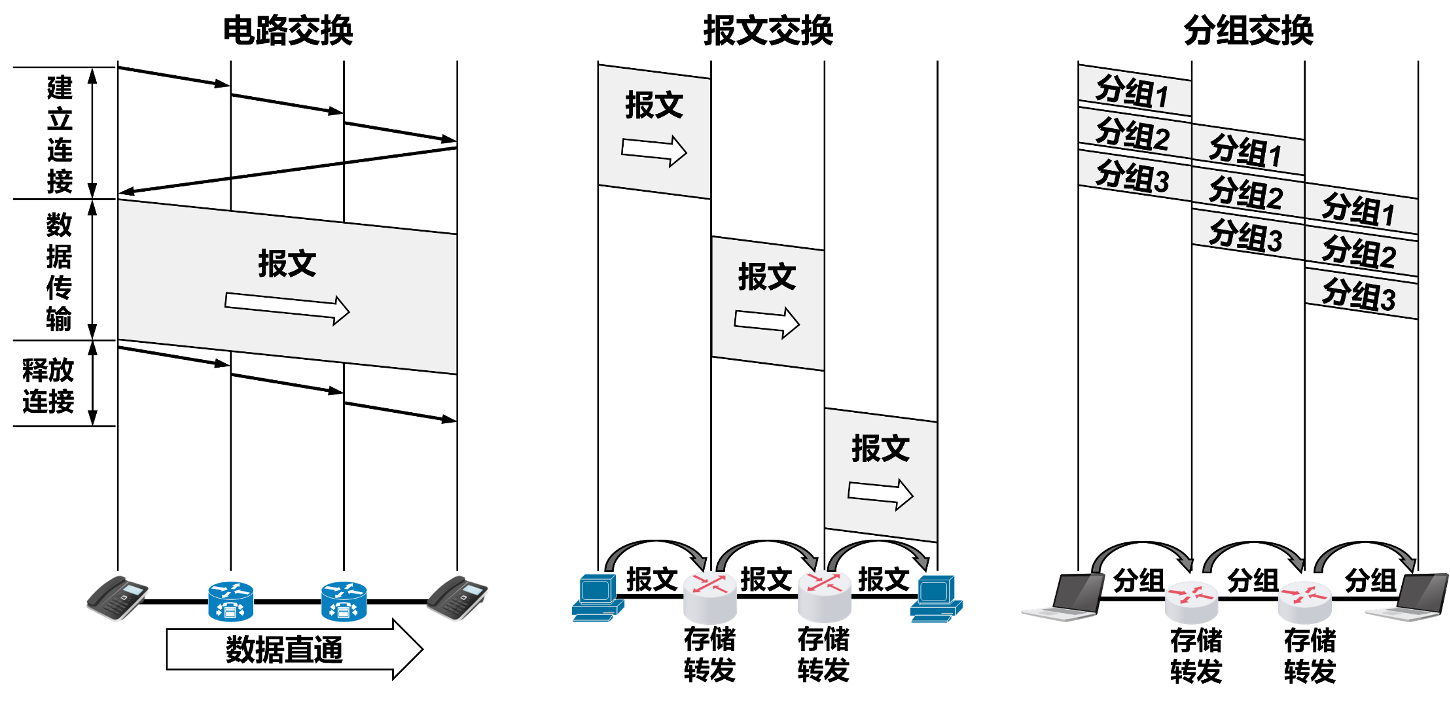 电路交换
建立连接
数据传输
报文
释放连接
数据直通
报文交换
报文
报文
报文
报文
报文
报文
存储转发
存储转发
分组交换
分组1
分组2
分组1
分组3
分组2
分组1
分组3
分组2
分组3
分组
分组
分组
存储转发
存储转发